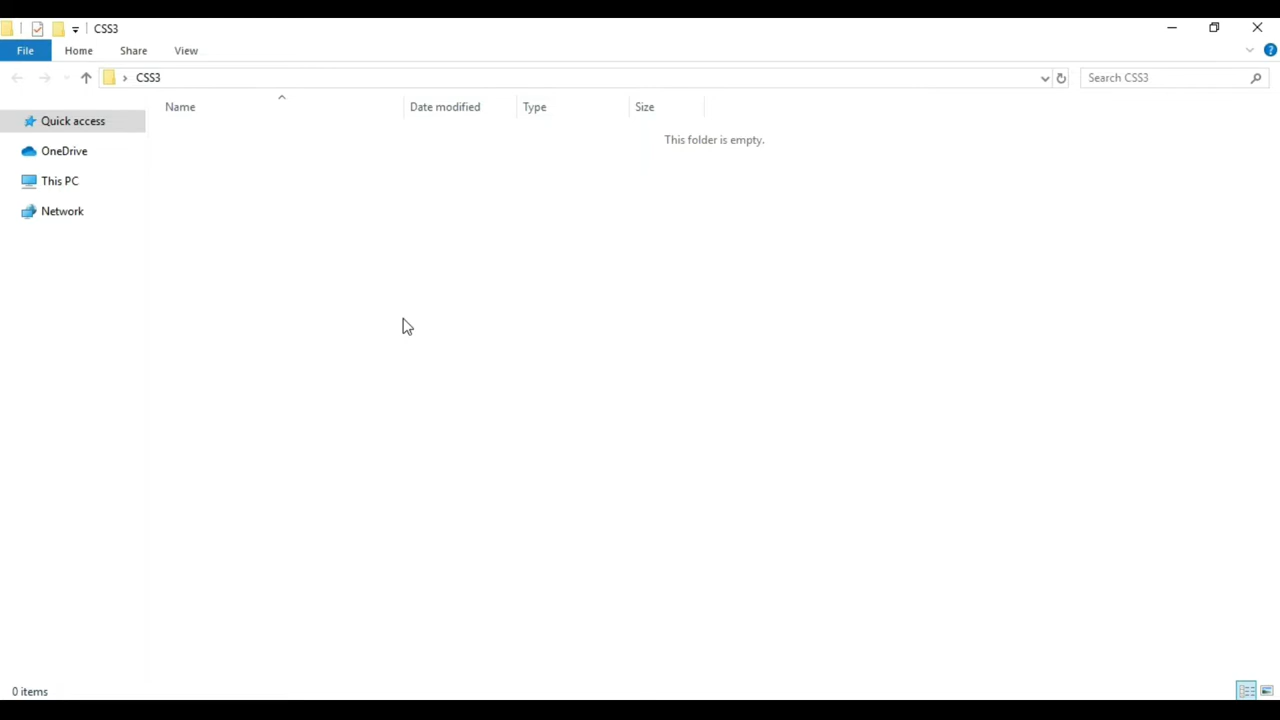 CSS3
File Home Share View
CSS3
Search CSS3
Name Date modified Type Size
Quick access
This folder is empty.
OneDrive
This PC
Network
0 items